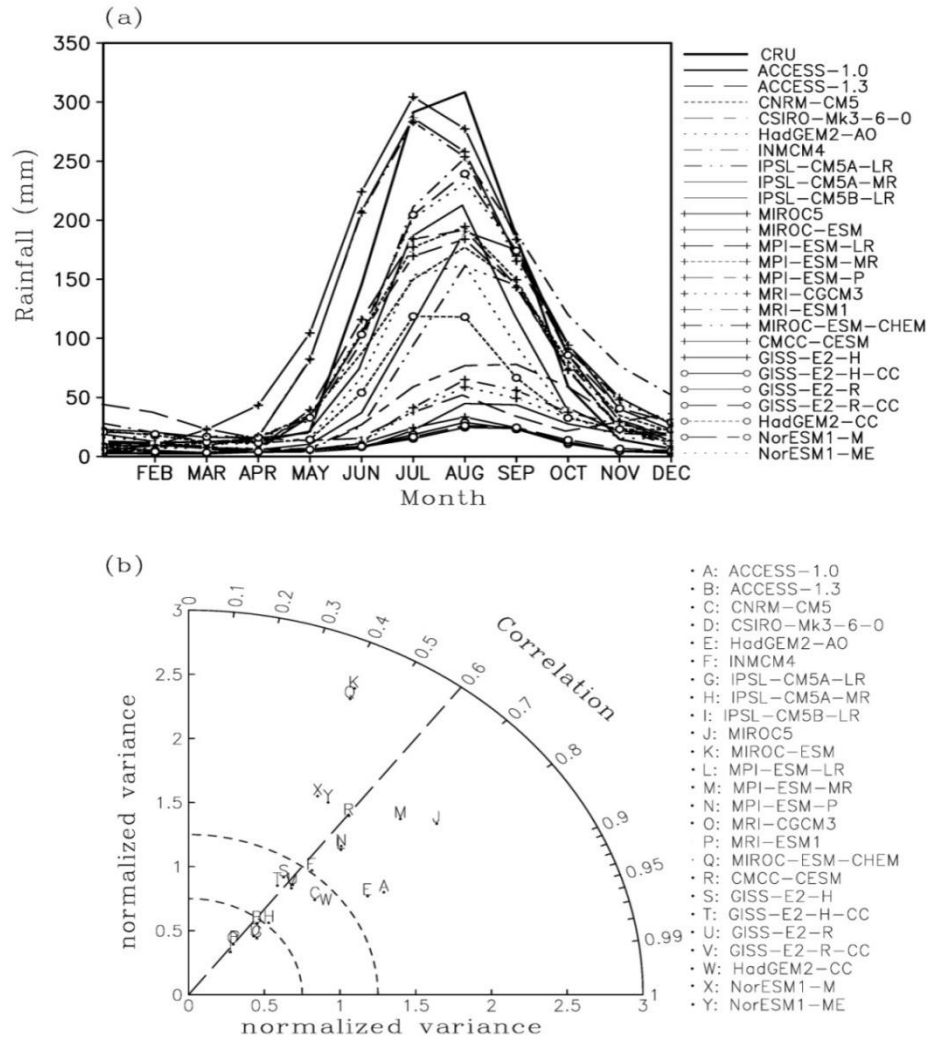 (a)
350
300
250
200
150
100
50
0
Rainfall (mm)
FEB MAR APR MAY JUN JUL AUG SEP OCT NOV DEC
Month
CRU
ACCESS-1.0
ACCESS-1.3
CNRM-CM5
CSIRO-Mk3-6-0
HadGEM2-AO
INMCM4
IPSL-CM5A-LR
IPSL-CM5A-MR
IPSL-CM5B-LR
MIROC5
MIROC-ESM
MPI-ESM-LR
MPI-ESM-MR
MPI-ESM-P
MRI-CGCM3
MRI-ESM1
MIROC-ESM-CHEM
CMCC-CESM
GISS-E2-H
GISS-E2-H-CC
GISS-E2-R
GISS-E2-R-CC
HadGEM2-CC
NorESM1-M
NorESM1-ME
(b)
0 0.1 0.2 0.3 0.4 0.5 0.6 0.7 0.8 0.9 0.95 0.99 1
Correlation
3
2.5
2
1.5
1
0.5
0
normalized variance
K
Q
X
Y
R
M
J
N
S
F
T
C
W
E
A
B
H
0 0.5 1 1.5 2 2.5 3
normalized variance
A: ACCESS-1.0
B: ACCESS-1.3
C: CNRM-CM5
D: CSIRO-Mk3-6-0
E: HadGEM2-AO
F: INMCM4
G: IPSL-CM5A-LR
H: IPSL-CM5A-MR
I: IPSL-CM5B-LR
J: MIROC5
K: MIROC-ESM
L: MPI-ESM-LR
M: MPI-ESM-MR
N: MPI-ESM-P
O: MRI-CGCM3
P: MRI-ESM1
Q: MIROC-ESM-CHEM
R: CMCC-CESM
S: GISS-E2-H
T: GISS-E2-H-CC
U: GISS-E2-R
V: GISS-E2-R-CC
W: HadGEM2-CC
X: NorESM1-M
Y: NorESM1-ME